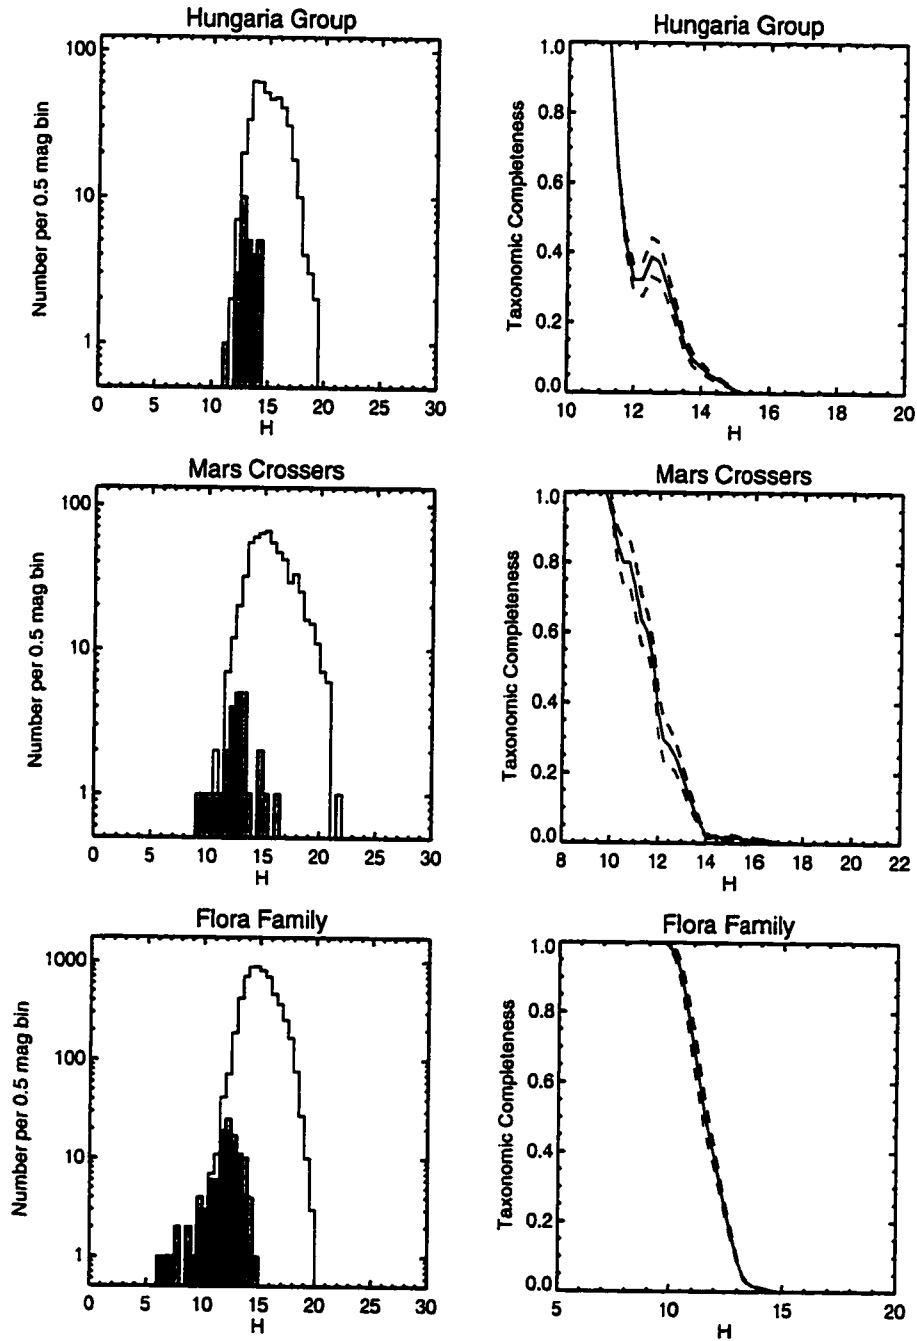 Hungaria Group
Number per 0.5 mag bin
100
10
1
0 5 10 15 20 25 30
H
Hungaria Group
Taxonomic Completeness
1.0
0.8
0.6
0.4
0.2
0.0
10 12 14 16 18 20
H
Mars Crossers
Number per 0.5 mag bin
100
10
1
0 5 10 15 20 25 30
H
Mars Crossers
Taxonomic Completeness
1.0
0.8
0.6
0.4
0.2
0.0
8 10 12 14 16 18 20 22
H
Flora Family
Number per 0.5 mag bin
1000
100
10
1
0 5 10 15 20 25 30
H
Flora Family
Taxonomic Completeness
1.0
0.8
0.6
0.4
0.2
0.0
5 10 15 20
H